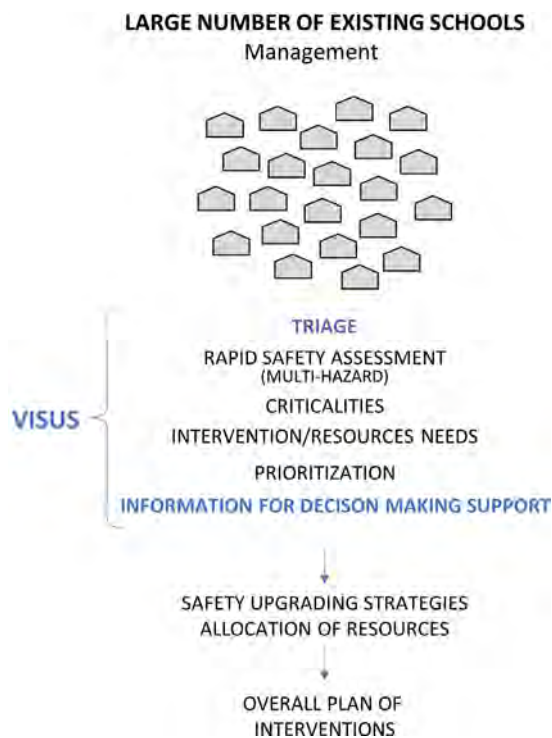 LARGE NUMBER OF EXISTING SCHOOLS
Management
TRIAGE
RAPID SAFETY ASSESSMENT
(MULTI-HAZARD)
CRITICALITIES
VISUS
INTERVENTION/RESOURCES NEEDS
PRIORITIZATION
INFORMATION FOR DECISON MAKING SUPPORT
SAFETY UPGRADING STRATEGIES
ALLOCATION OF RESOURCES
OVERALL PLAN OF
INTERVENTIONS